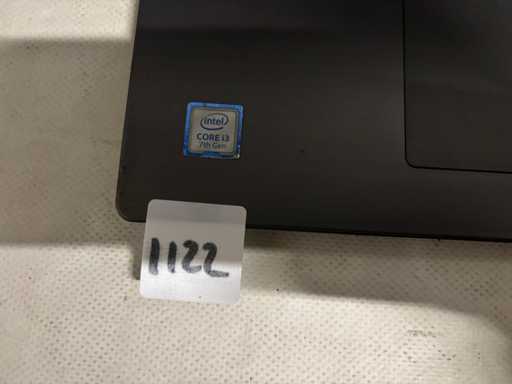 intel
CORE i3
7th Gen
1122